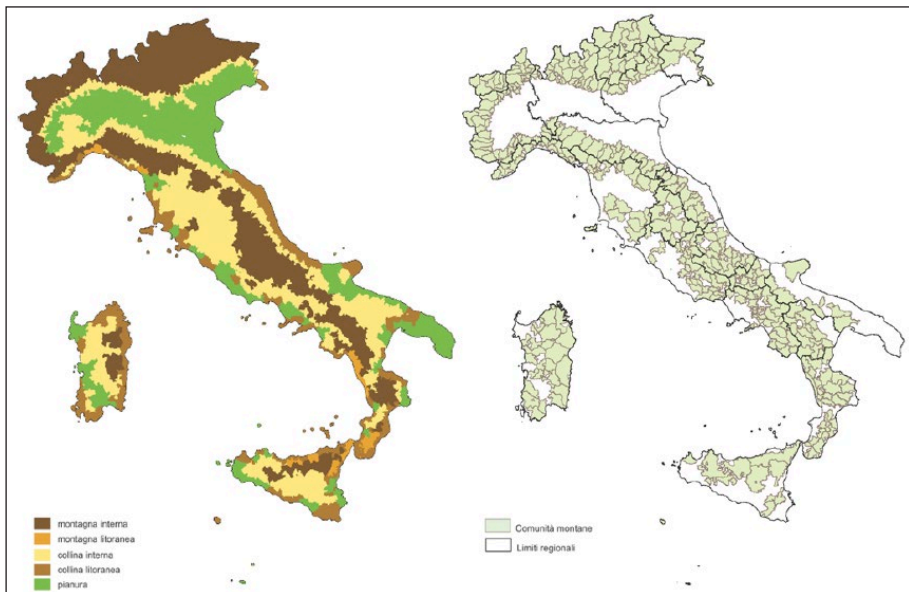 montagna interna
montagna litoranea
collina interna
collina litoranea
pianura
Comunità montane
Limiti regionali